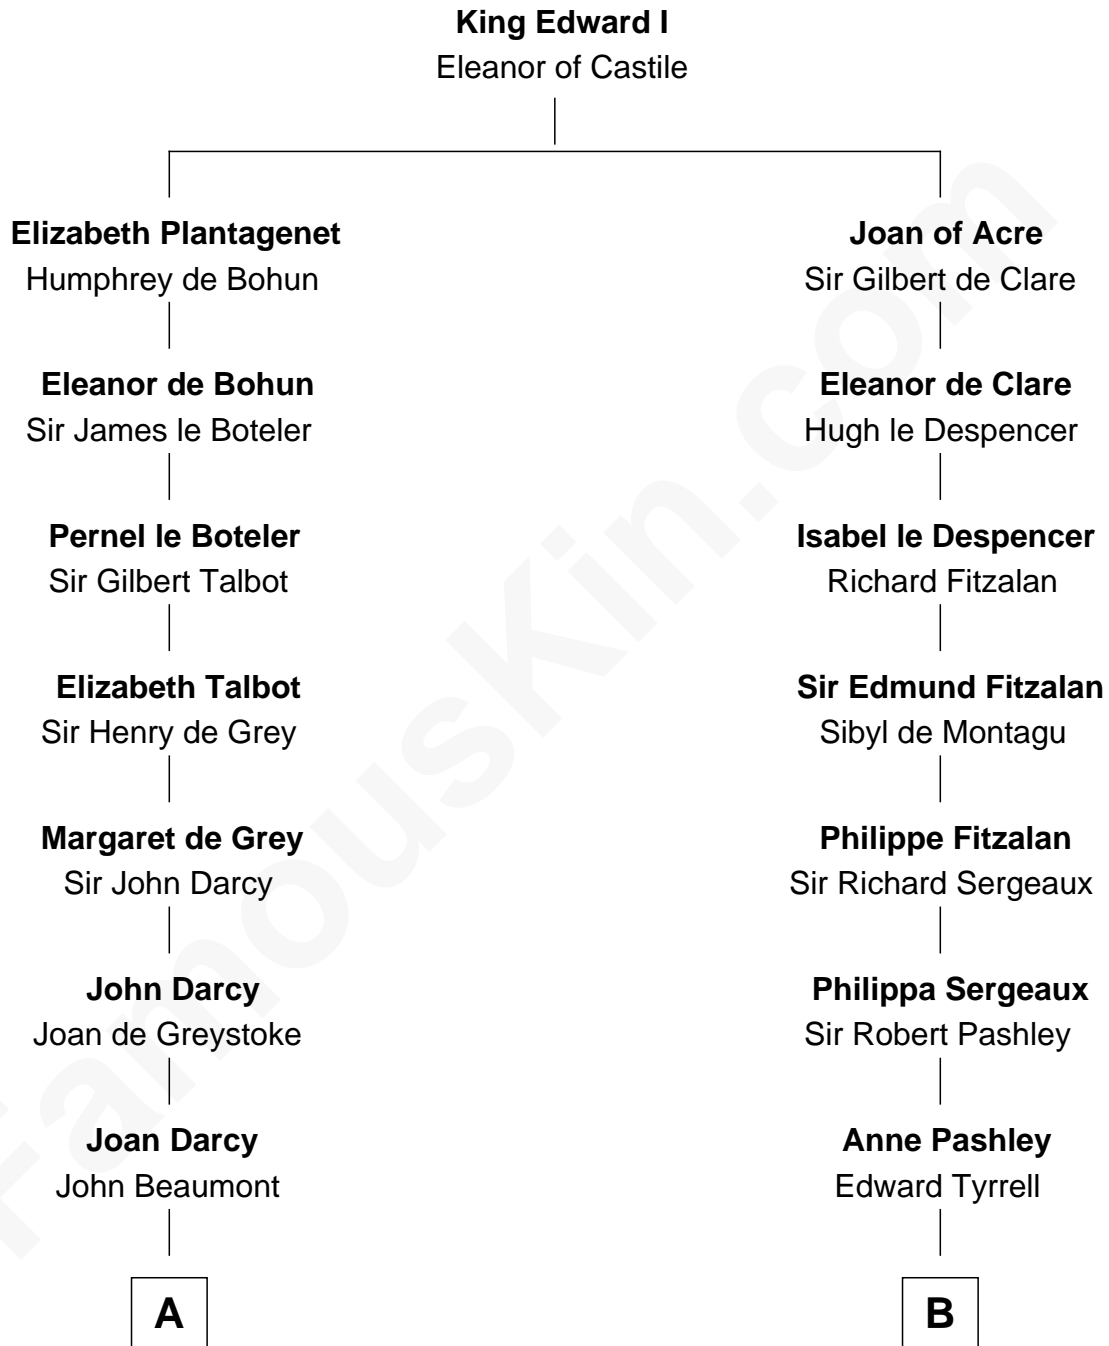 King Edward I
Eleanor of Castile
Elizabeth Plantagenet
Humphrey de Bohun
Joan of Acre
Sir Gilbert de Clare
Eleanor de Bohun
Sir James le Boteler
Eleanor de Clare
Hugh le Despencer
Pernel le Boteler
Sir Gilbert Talbot
Isabel le Despencer
Richard Fitzalan
Elizabeth Talbot
Sir Henry de Grey
Sir Edmund Fitzalan
Sibyl de Montagu
Margaret de Grey
Sir John Darcy
Philippe Fitzalan
Sir Richard Sergeaux
John Darcy
Joan de Greystoke
Philippa Sergeaux
Sir Robert Pashley
Joan Darcy
John Beaumont
Anne Pashley
Edward Tyrrell
A
B
FamousKin.com